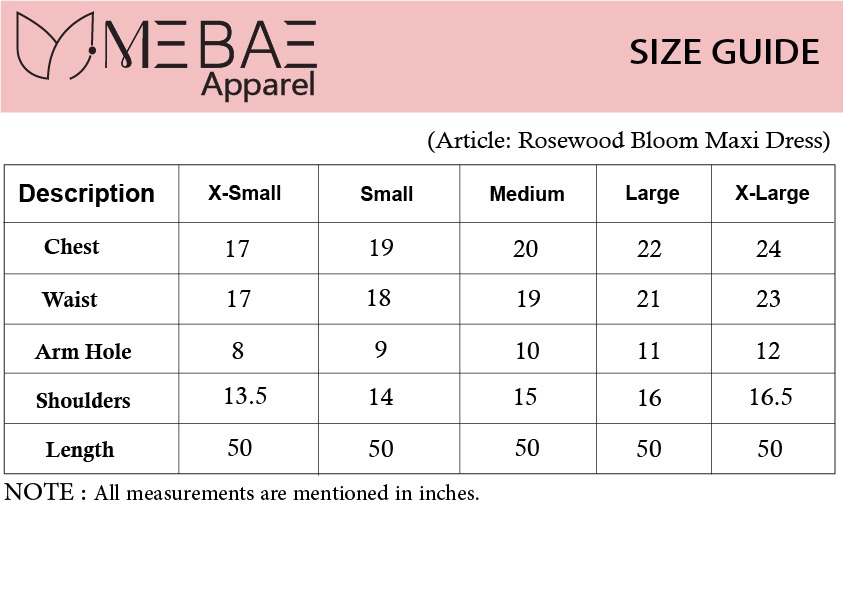 MEBAE
Apparel
SIZE GUIDE
(Article: Rosewood Bloom Maxi Dress)
Description X-Small Small Medium Large X-Large
Chest 17 19 20 22 24
Waist 17 18 19 21 23
Arm Hole 8 9 10 11 12
Shoulders 13.5 14 15 16 16.5
Length 50 50 50 50 50
NOTE : All measurements are mentioned in inches.